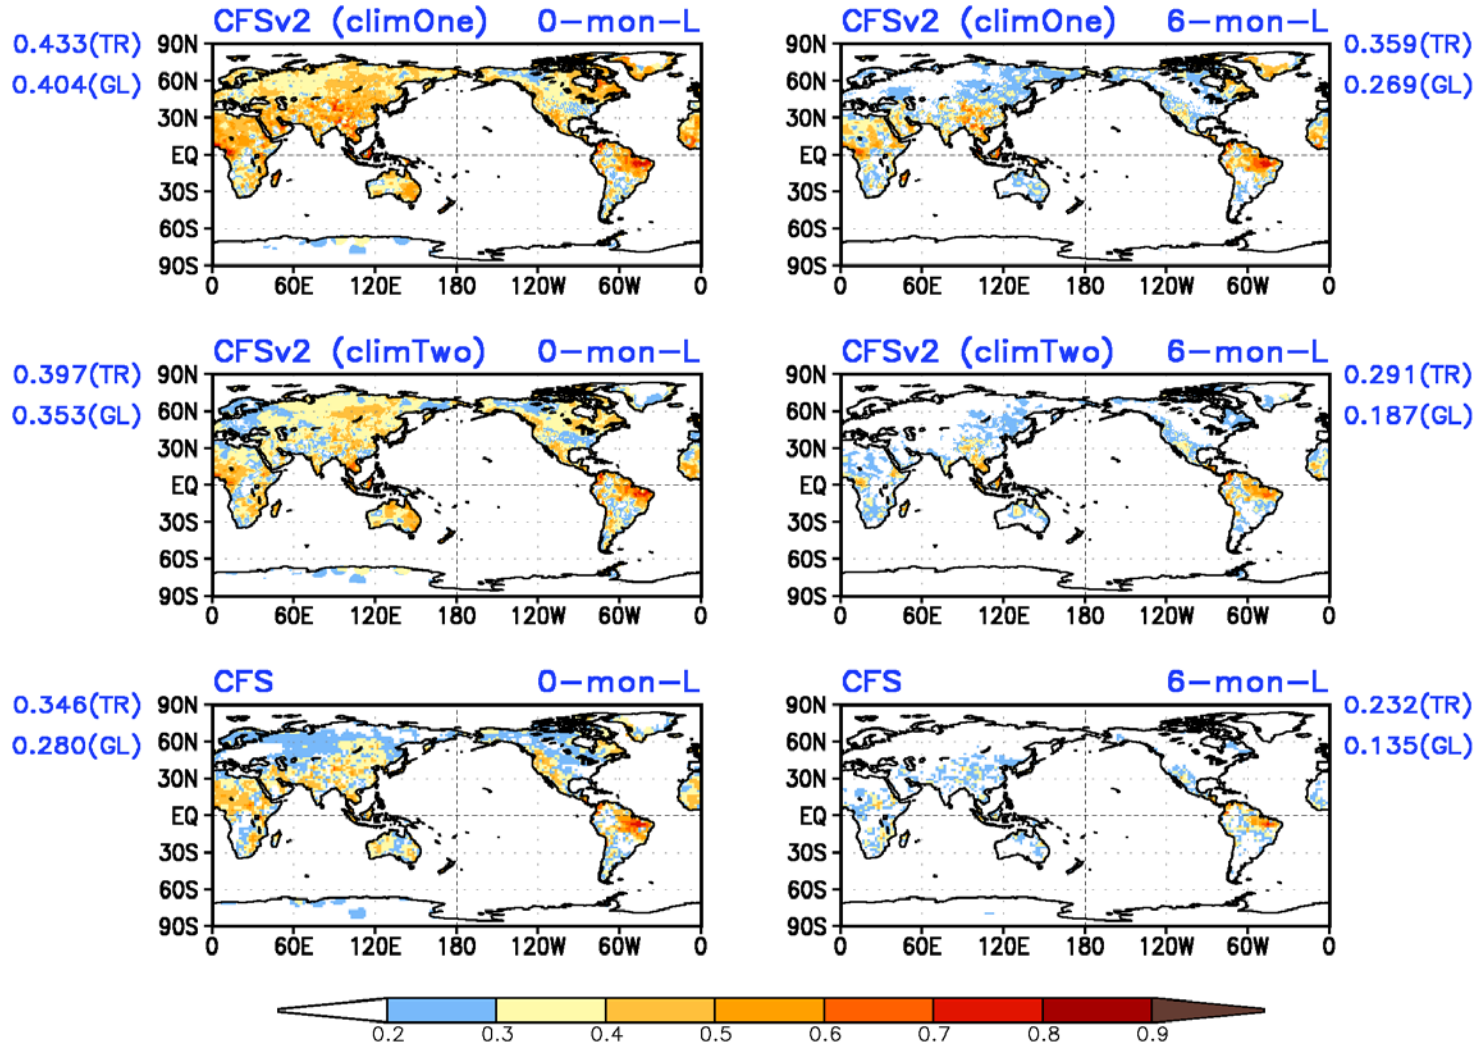 CFSv2 (climOne) 0-mon-L
0.433(TR)
0.404(GL)
90N
60N
30N
EQ
30S
60S
90S
0 60E 120E 180 120W 60W 0
CFSv2 (climOne) 6-mon-L
0.359(TR)
0.269(GL)
90N
60N
30N
EQ
30S
60S
90S
0 60E 120E 180 120W 60W 0
CFSv2 (climTwo) 0-mon-L
0.397(TR)
0.353(GL)
90N
60N
30N
EQ
30S
60S
90S
0 60E 120E 180 120W 60W 0
CFSv2 (climTwo) 6-mon-L
0.291(TR)
0.187(GL)
90N
60N
30N
EQ
30S
60S
90S
0 60E 120E 180 120W 60W 0
CFS 0-mon-L
0.346(TR)
0.280(GL)
90N
60N
30N
EQ
30S
60S
90S
0 60E 120E 180 120W 60W 0
CFS 6-mon-L
0.232(TR)
0.135(GL)
90N
60N
30N
EQ
30S
60S
90S
0 60E 120E 180 120W 60W 0
0.2 0.3 0.4 0.5 0.6 0.7 0.8 0.9